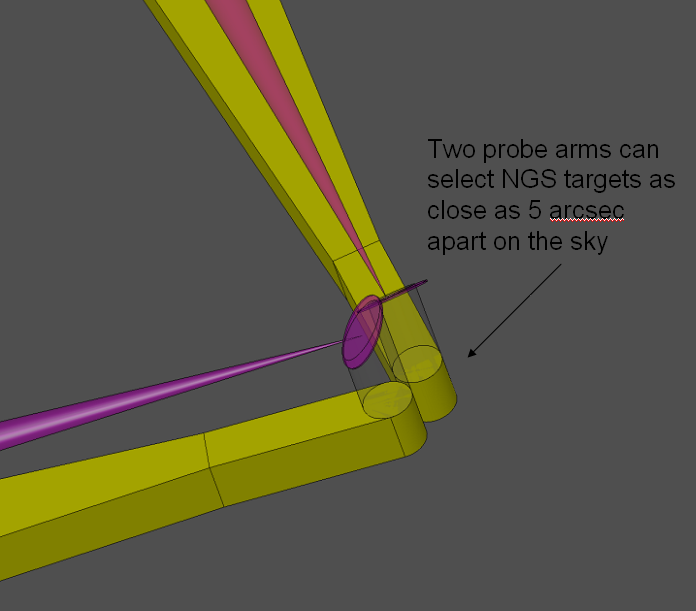 Two probe arms can
select NGS targets as
close as 5 arcsec
apart on the sky